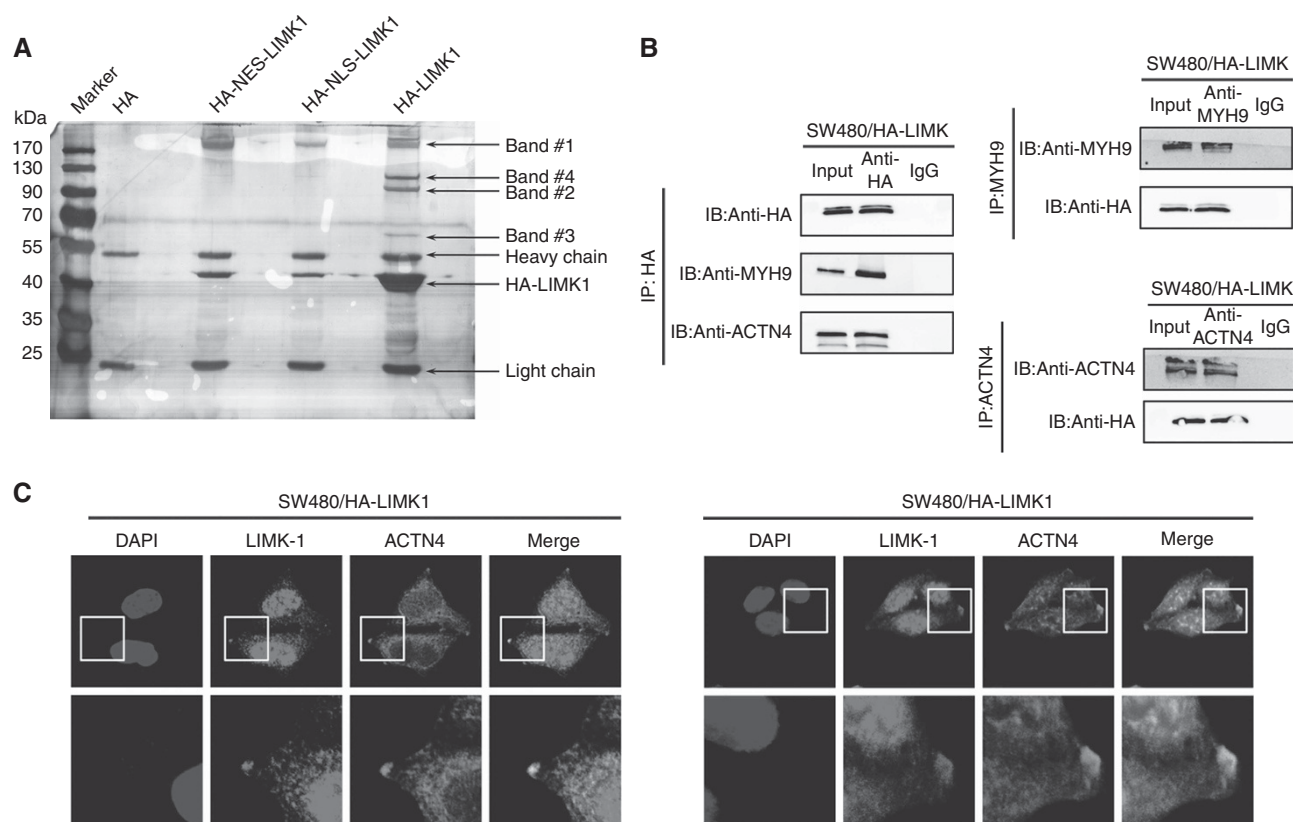 A
Marker
HA
HA-NES-LIMK1
HA-NLS-LIMK1
HA-LIMK1
kDa
170
130
90
70
55
40
35
25
Band #1
Band #4
Band #2
Band #3
Heavy chain
HA-LIMK1
Light chain
B
SW480/HA-LIMK
Input
Anti-
HA
IgG
IP: HA
IB:Anti-HA
IB:Anti-MYH9
IB:Anti-ACTN4
SW480/HA-LIMK
Input
Anti-
MYH9
IgG
IP:MYH9
IB:Anti-MYH9
IB:Anti-HA
SW480/HA-LIMK
Input
Anti-
ACTN4
IgG
IP:ACTN4
IB:Anti-ACTN4
IB:Anti-HA
C
SW480/HA-LIMK1
DAPI LIMK-1 ACTN4 Merge
SW480/HA-LIMK1
DAPI LIMK-1 ACTN4 Merge